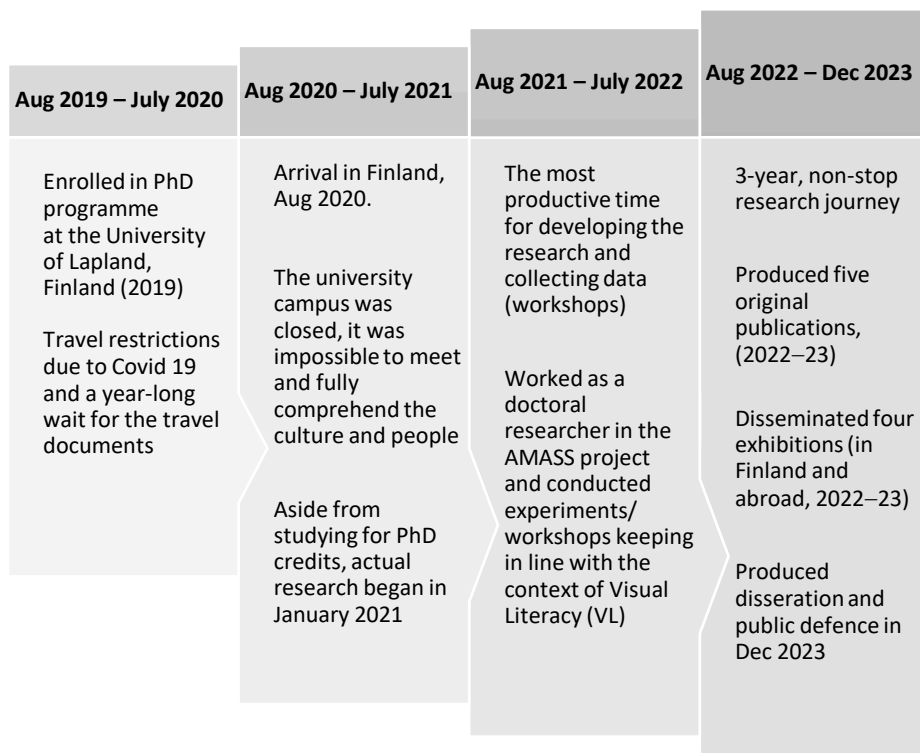 Aug 2019 – July 2020
Enrolled in PhD
programme
at the University
of Lapland,
Finland (2019)
Travel restrictions
due to Covid 19
and a year-long
wait for the travel
documents
Aug 2020 – July 2021
Arrival in Finland,
Aug 2020.
The university
campus was
closed, it was
impossible to meet
and fully
comprehend the
culture and people
Aside from
studying for PhD
credits, actual
research began in
January 2021
Aug 2021 – July 2022
The most
productive time
for developing the
research and
collecting data
(workshops)
Worked as a
doctoral
researcher in the
AMASS project
and conducted
experiments/
workshops keeping
in line with the
context of Visual
Literacy (VL)
Aug 2022 – Dec 2023
3-year, non-stop
research journey
Produced five
original
publications,
(2022–23)
Disseminated four
exhibitions (in
Finland and
abroad, 2022–23)
Produced
disseration and
public defence in
Dec 2023